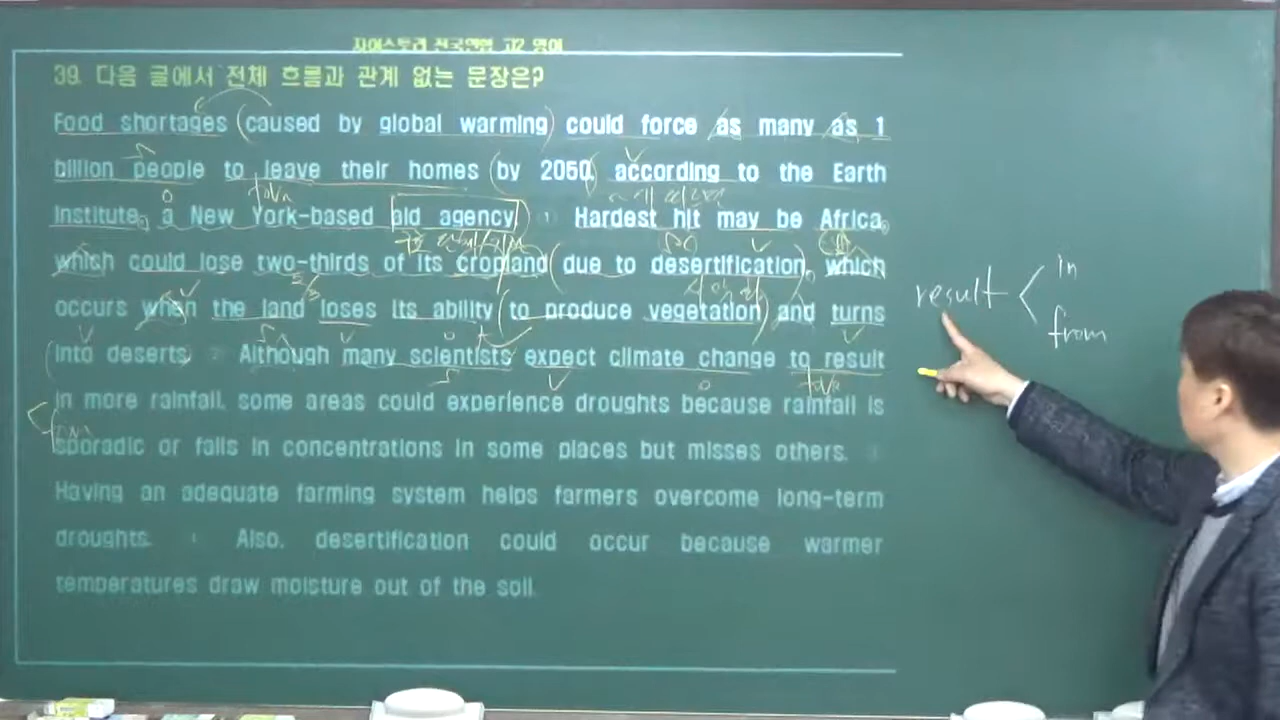 자이스토리 전국연합 고2 영어
39. 다음 글에서 전체 흐름과 관계 없는 문장은?
Food shortages (caused by global warming) could force as many as 1
billion people to leave their homes (by 2050, according to the Earth
Institute, a New York-based aid agency. Hardest hit may be Africa,
which could lose two-thirds of its cropland (due to desertification), which
occurs when the land loses its ability (to produce vegetation) and turns
(into deserts. Although many scientists expect climate change to result
in more rainfall, some areas could experience droughts because rainfall is
sporadic or falls in concentrations in some places but misses others.
Having an adequate farming system helps farmers overcome long-term
droughts. Also, desertification could occur because warmer
temperatures draw moisture out of the soil.
result < in
from